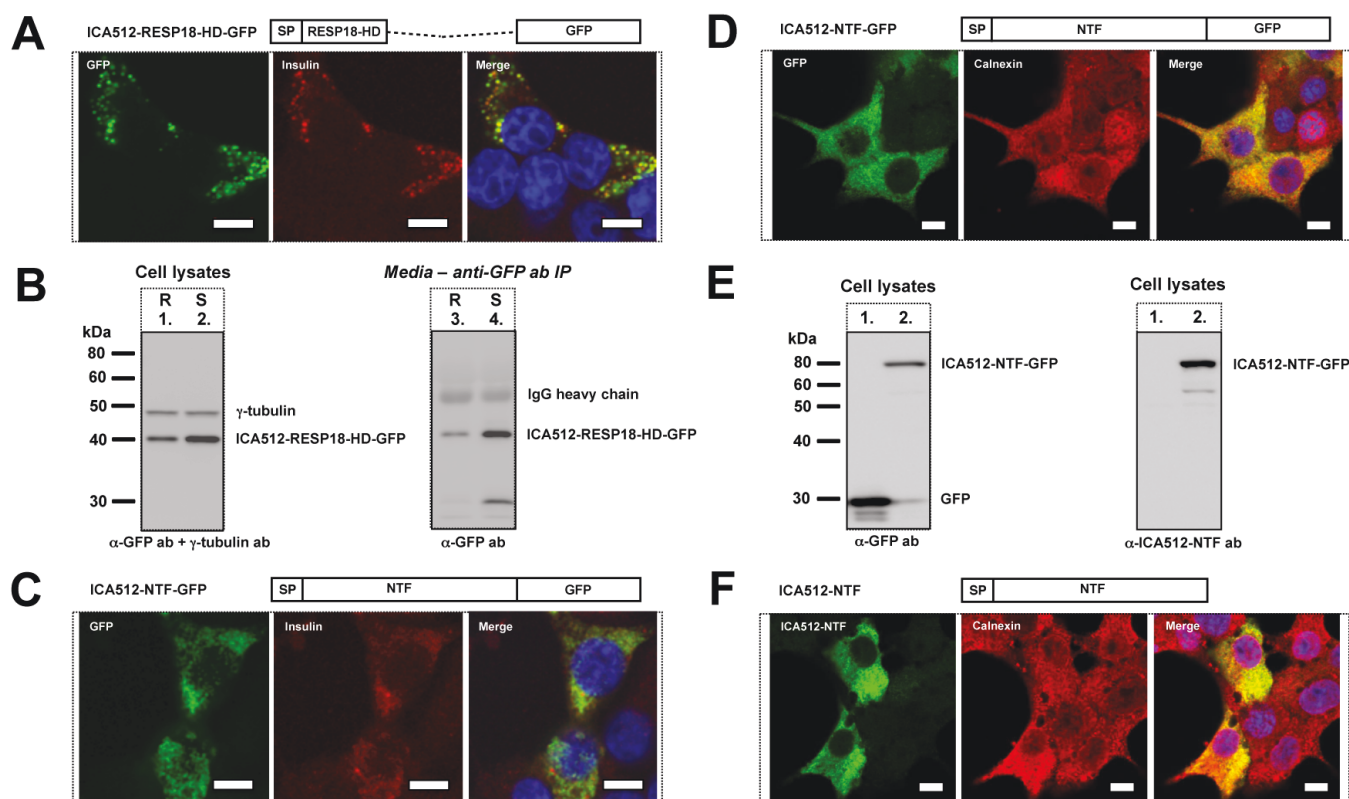 A
ICA512-RESP18-HD-GFP
SP RESP18-HD GFP
GFP Insulin Merge
B
Cell lysates
R S
1. 2.
kDa
80
60
50
40
30
γ-tubulin
ICA512-RESP18-HD-GFP
α-GFP ab + γ-tubulin ab
Media – anti-GFP ab IP
R S
3. 4.
IgG heavy chain
ICA512-RESP18-HD-GFP
α-GFP ab
C
ICA512-NTF-GFP
SP NTF GFP
GFP Insulin Merge
D
ICA512-NTF-GFP
SP NTF GFP
GFP Calnexin Merge
E
Cell lysates
1. 2.
kDa
80
60
50
40
30
ICA512-NTF-GFP
GFP
α-GFP ab
Cell lysates
1. 2.
ICA512-NTF-GFP
α-ICA512-NTF ab
F
ICA512-NTF
SP NTF
ICA512-NTF Calnexin Merge